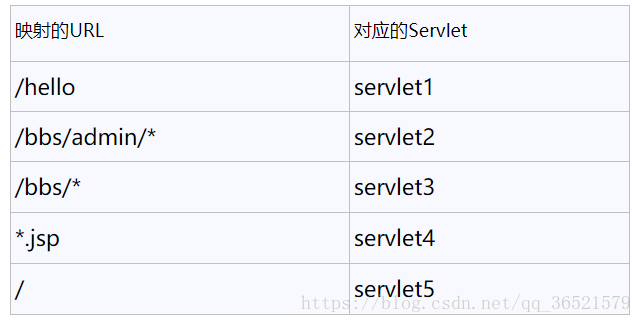 映射的URL 对应的Servlet
/hello servlet1
/bbs/admin/* servlet2
/bbs/* servlet3
*.jsp servlet4
/ servlet5
https://blog.csdn.net/qq_36521579